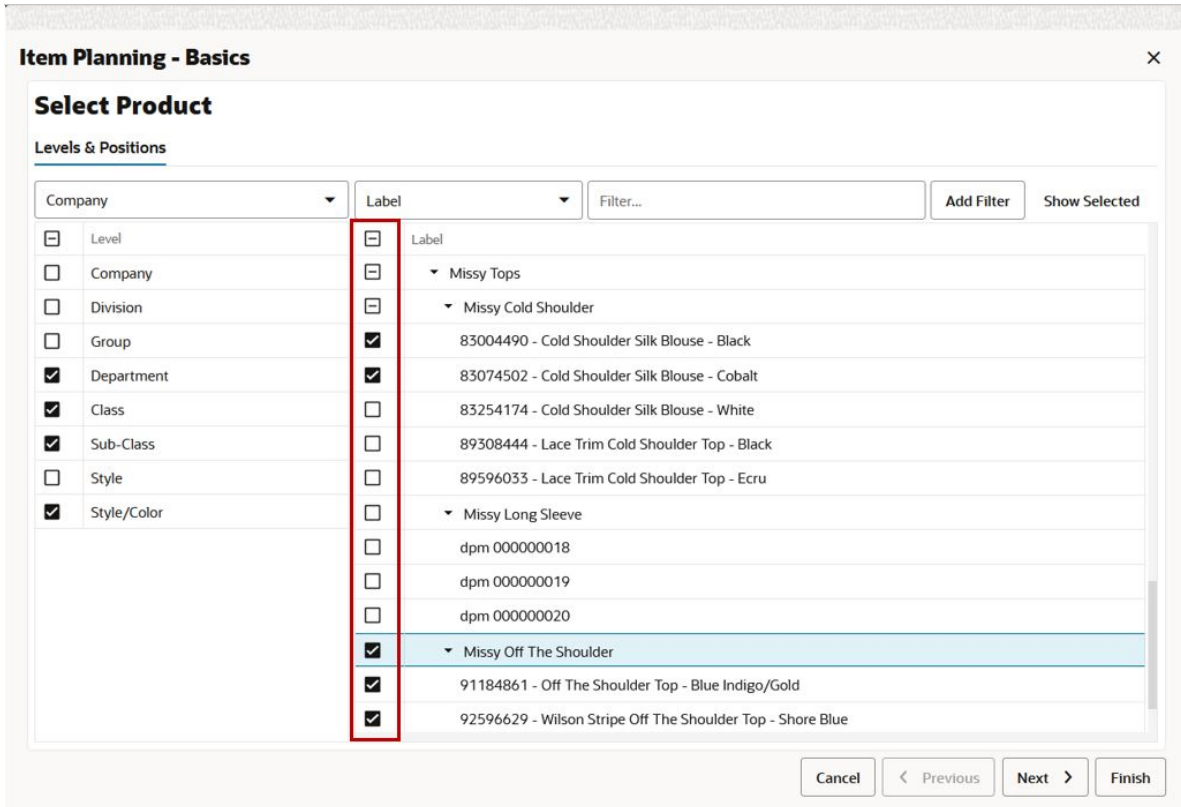 Item Planning - Basics
Select Product
Levels & Positions
Company Label Filter... Add Filter Show Selected
Level Label
Company Missy Tops
Division Missy Cold Shoulder
Group 83004490 - Cold Shoulder Silk Blouse - Black
Department 83074502 - Cold Shoulder Silk Blouse - Cobalt
Class 83254174 - Cold Shoulder Silk Blouse - White
Sub-Class 89308444 - Lace Trim Cold Shoulder Top - Black
Style 89596033 - Lace Trim Cold Shoulder Top - Ecru
Style/Color Missy Long Sleeve
dpm 000000018
dpm 000000019
dpm 000000020
Missy Off The Shoulder
91184861 - Off The Shoulder Top - Blue Indigo/Gold
92596629 - Wilson Stripe Off The Shoulder Top - Shore Blue
Cancel Previous Next Finish